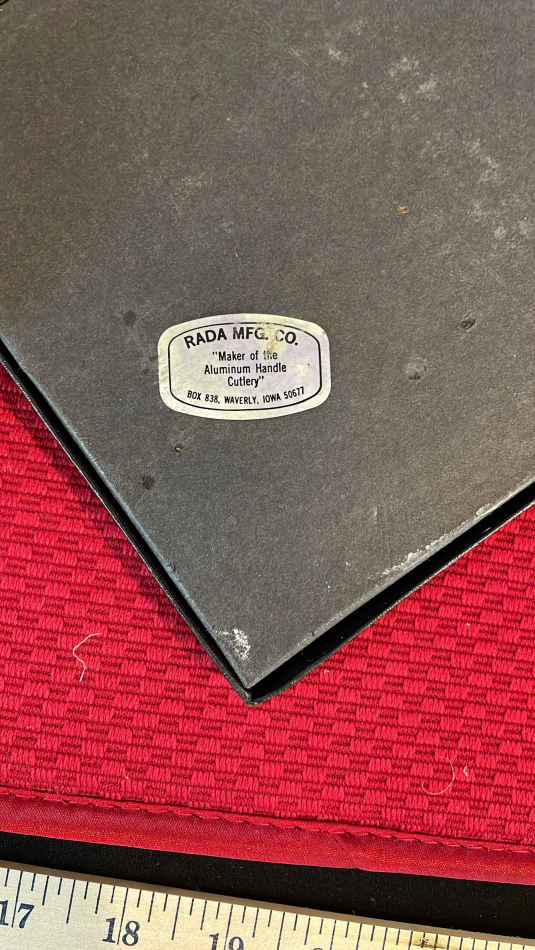 RADA MFG. CO.
"Maker of the
Aluminum Handle
Cutlery"
BOX 838, WAVERLY, IOWA 50677
17 18 19